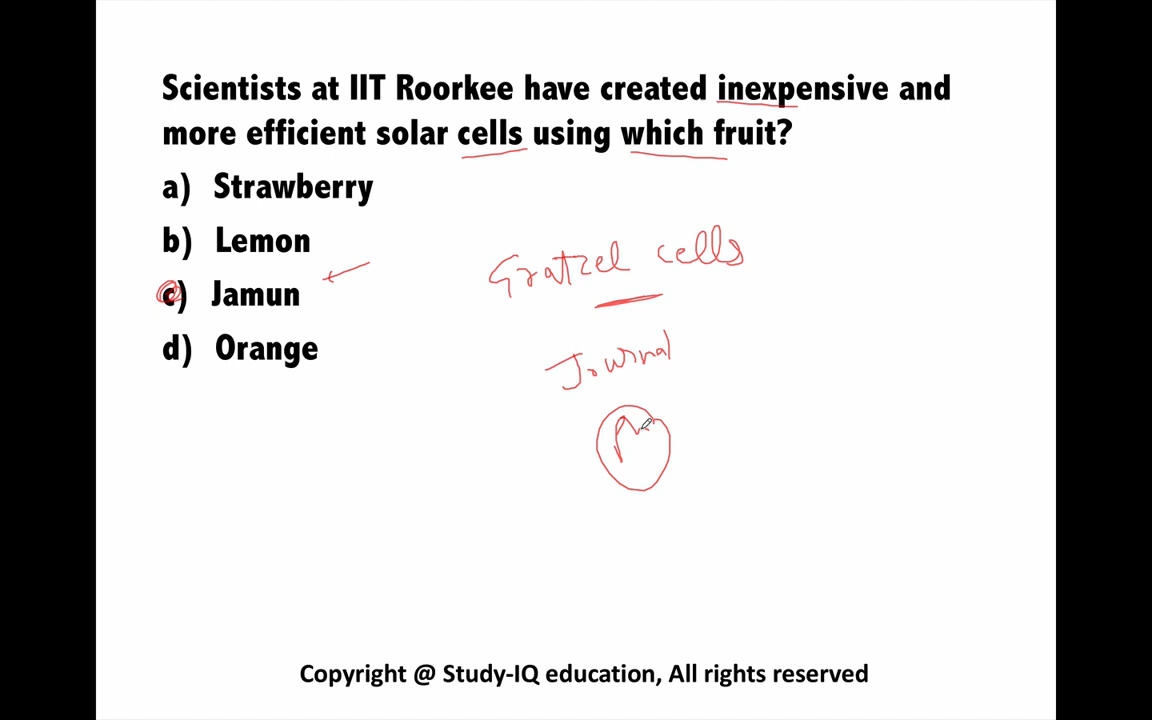 Scientists at IIT Roorkee have created inexpensive and
more efficient solar cells using which fruit?
a) Strawberry
b) Lemon
c) Jamun
d) Orange
Gratzel cells
Journal
Copyright @ Study-IQ education, All rights reserved